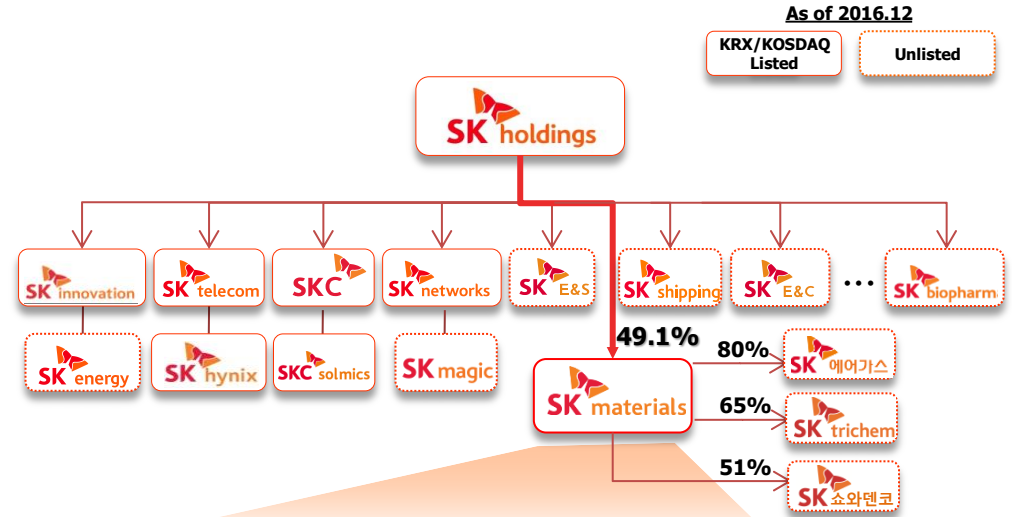 As of 2016.12
KRX/KOSDAQ
Listed
Unlisted
SK holdings
SK innovation
SK telecom
SKC
SK networks
SK E&S
SK shipping
SK E&C
...
SK biopharm
SK energy
SK hynix
SKC solmics
SK magic
49.1%
SK materials
80%
SK 에어가스
65%
SK trichem
51%
SK 쇼와덴코